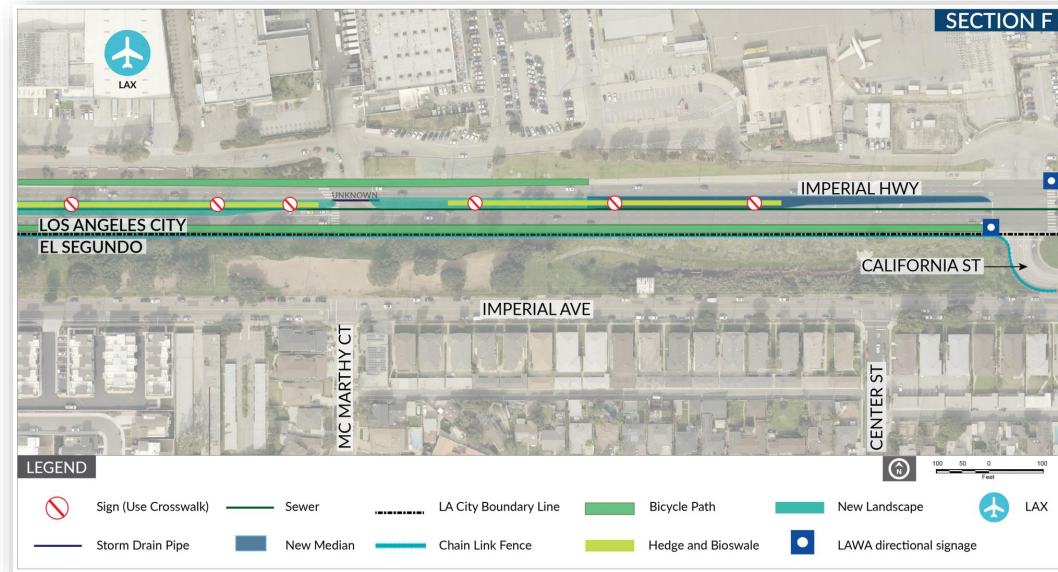 SECTION F
LAX
UNKNOWN
IMPERIAL HWY
LOS ANGELES CITY
EL SEGUNDO
CALIFORNIA ST
IMPERIAL AVE
MC MARTHY CT
CENTER ST
LEGEND
N
100 50 0 100
Feet
Sign (Use Crosswalk)
Sewer
LA City Boundary Line
Bicycle Path
New Landscape
LAX
Storm Drain Pipe
New Median
Chain Link Fence
Hedge and Bioswale
LAWA directional signage